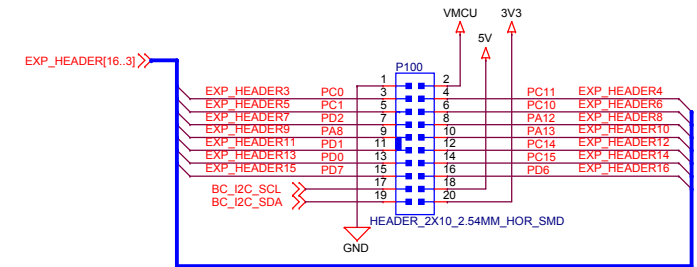 VMCU
3V3
5V
EXP_HEADER[16..3]
P100
1 2
EXP_HEADER3 PC0 3 4 PC11 EXP_HEADER4
EXP_HEADER5 PC1 5 6 PC10 EXP_HEADER6
EXP_HEADER7 PD2 7 8 PA12 EXP_HEADER8
EXP_HEADER9 PA8 9 10 PA13 EXP_HEADER10
EXP_HEADER11 PD1 11 12 PC14 EXP_HEADER12
EXP_HEADER13 PD0 13 14 PC15 EXP_HEADER14
EXP_HEADER15 PD7 15 16 PD6 EXP_HEADER16
BC_I2C_SCL 17 18
BC_I2C_SDA 19 20
HEADER_2X10_2.54MM_HOR_SMD
GND